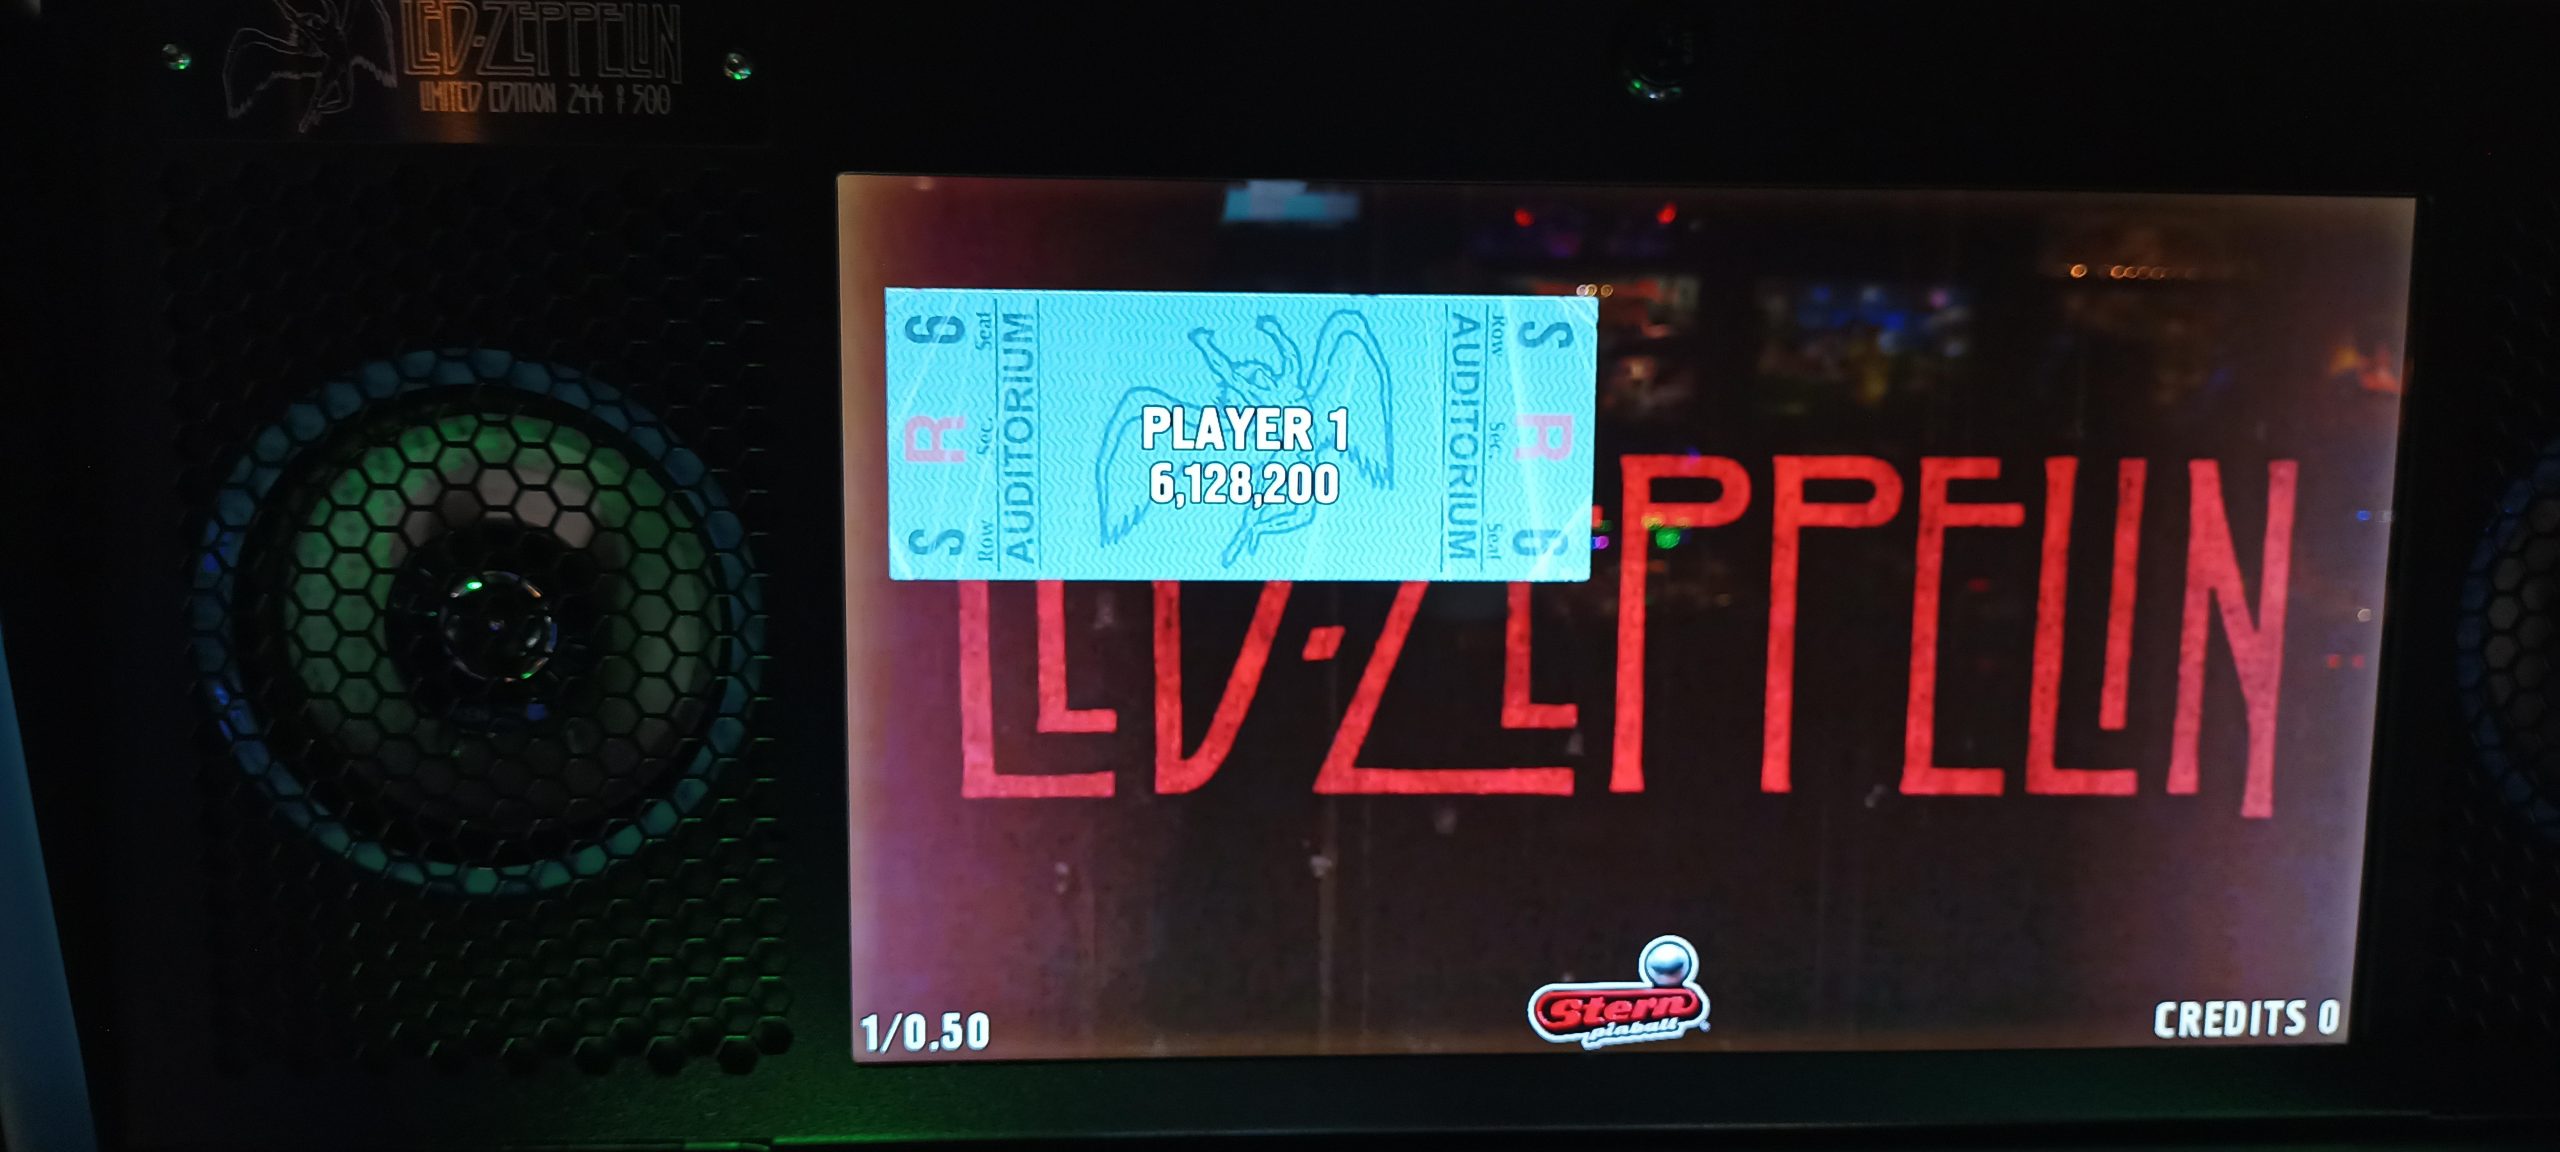 LED-ZEPPELIN
LIMITED EDITION 244 OF 500
6 Seat
R Sec.
S Row
AUDITORIUM
PLAYER 1
6,128,200
AUDITORIUM
Row S
Sec. R
Seat 6
LED-ZEPPELIN
Stern
pinball
1/0.50
CREDITS 0